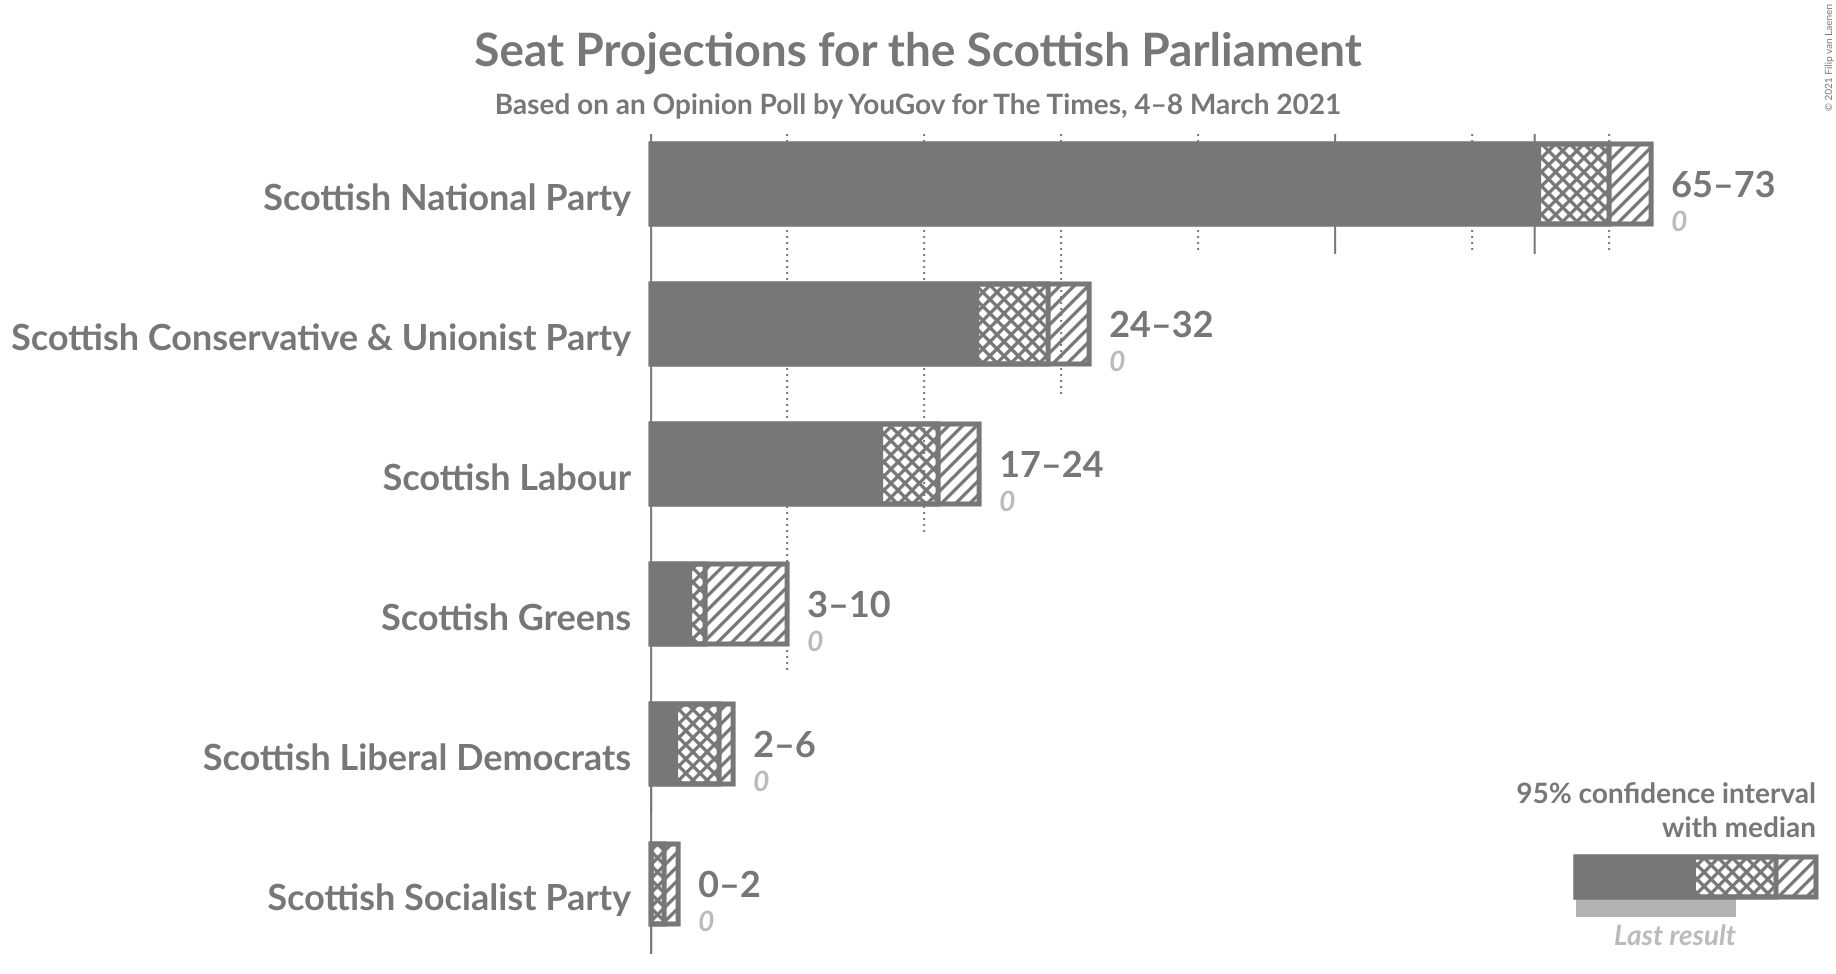 Seat Projections for the Scottish Parliament
Based on an Opinion Poll by YouGov for The Times, 4–8 March 2021
© 2021 Filip van Laenen
Scottish National Party
65–73
0
Scottish Conservative & Unionist Party
24–32
0
Scottish Labour
17–24
0
Scottish Greens
3–10
0
Scottish Liberal Democrats
2–6
0
Scottish Socialist Party
0–2
0
95% confidence interval
with median
Last result